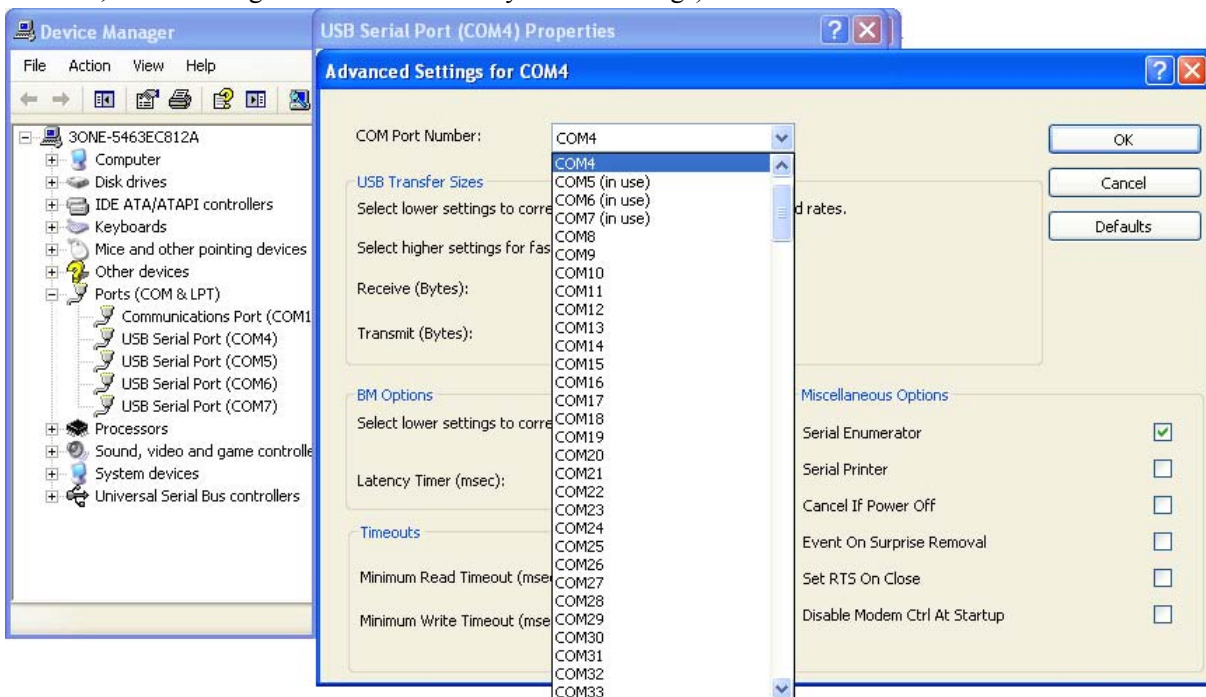 Device Manager
File Action View Help
3ONE-5463EC812A
Computer
Disk drives
IDE ATA/ATAPI controllers
Keyboards
Mice and other pointing devices
Other devices
Ports (COM & LPT)
Communications Port (COM1
USB Serial Port (COM4)
USB Serial Port (COM5)
USB Serial Port (COM6)
USB Serial Port (COM7)
Processors
Sound, video and game controlle
System devices
Universal Serial Bus controllers
USB Serial Port (COM4) Properties
Advanced Settings for COM4
COM Port Number: COM4
OK
Cancel
Defaults
COM4
COM5 (in use)
COM6 (in use)
COM7 (in use)
COM8
COM9
COM10
COM11
COM12
COM13
COM14
COM15
COM16
COM17
COM18
COM19
COM20
COM21
COM22
COM23
COM24
COM25
COM26
COM27
COM28
COM29
COM30
COM31
COM32
COM33
USB Transfer Sizes
Select lower settings to corre d rates.
Select higher settings for fas
Receive (Bytes):
Transmit (Bytes):
BM Options
Select lower settings to corre
Latency Timer (msec):
Timeouts
Minimum Read Timeout (mse
Minimum Write Timeout (mse
Miscellaneous Options
Serial Enumerator
Serial Printer
Cancel If Power Off
Event On Surprise Removal
Set RTS On Close
Disable Modem Ctrl At Startup